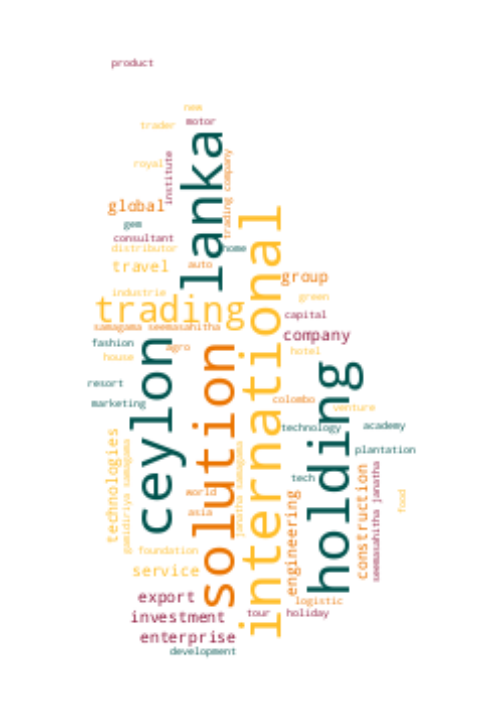 product
new
trader
motor
lanka
royal
institute
trading company
global
gem
consultant
distributor
home
travel
auto
international
group
industrie
green
trading
capital
samagama seemasahitha
company
fashion
agro
house
hotel
ceylon
solution
holding
resort
marketing
colombo
venture
technology
academy
technologies
gamidiriya samagama
janatha samagama
plantation
tech
world
asia
engineering
construction
seemasahitha janatha
food
foundation
service
export
logistic
investment
tour
holiday
enterprise
development